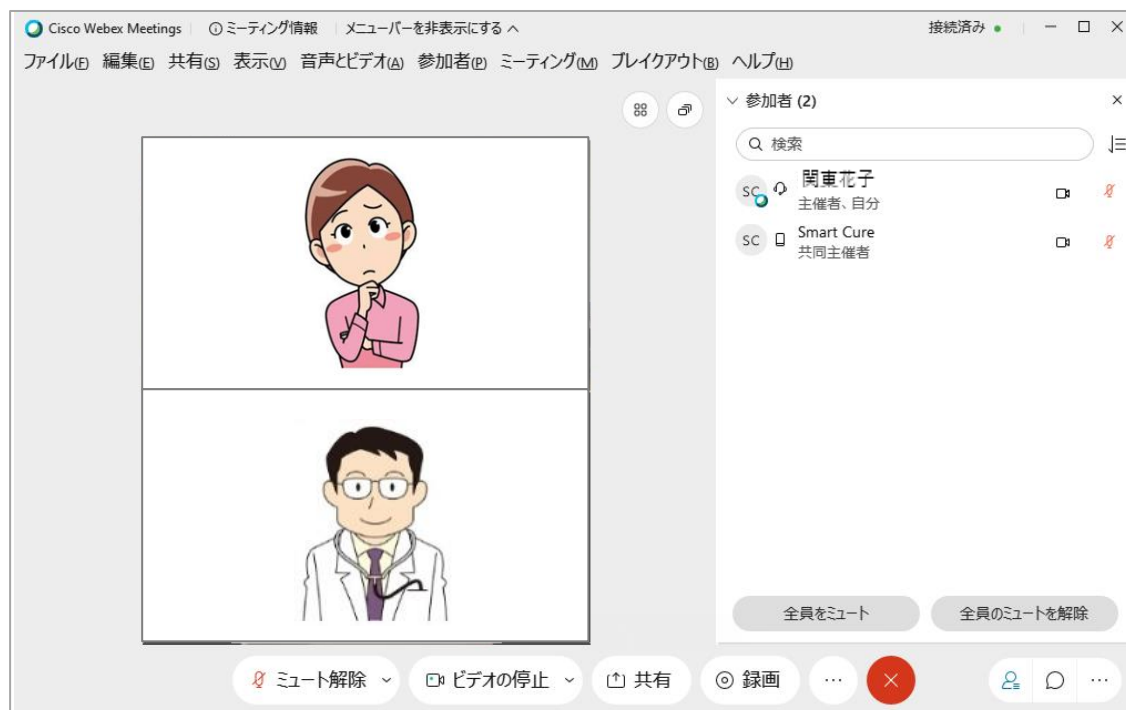 Cisco Webex Meetings ミーティング情報 メニューバーを非表示にする 接続済み
ファイル(F) 編集(E) 共有(S) 表示(V) 音声とビデオ(A) 参加者(P) ミーティング(M) ブレイクアウト(B) ヘルプ(H)
参加者 (2)
検索
SC 関東花子
主催者、自分
SC Smart Cure
共同主催者
全員をミュート 全員のミュートを解除
ミュート解除 ビデオの停止 共有 録画